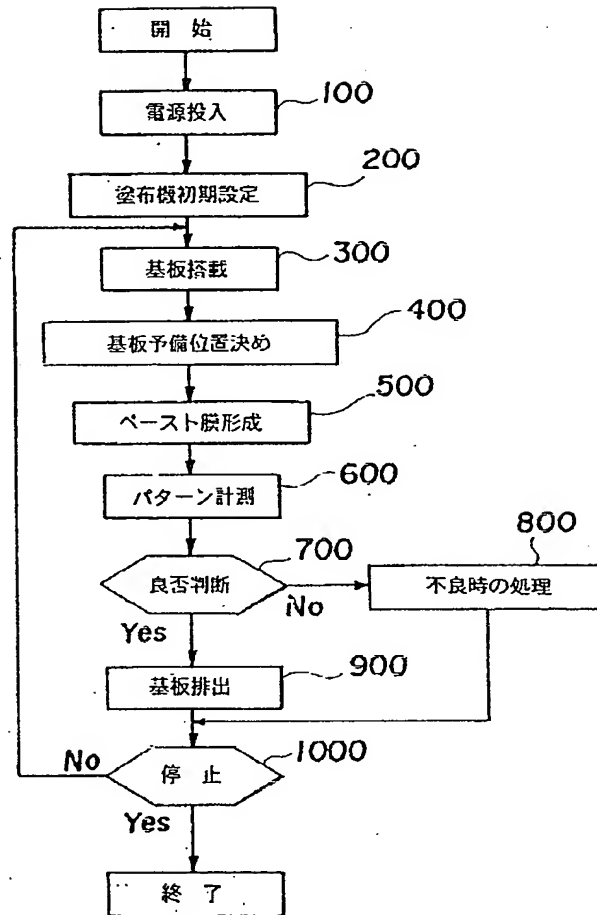 開 始
電源投入
100
塗布機初期設定
200
基板搭載
300
基板予備位置決め
400
ペースト膜形成
500
パターン計測
600
良否判断
700
No
Yes
不良時の処理
800
基板排出
900
停 止
1000
No
Yes
終 了